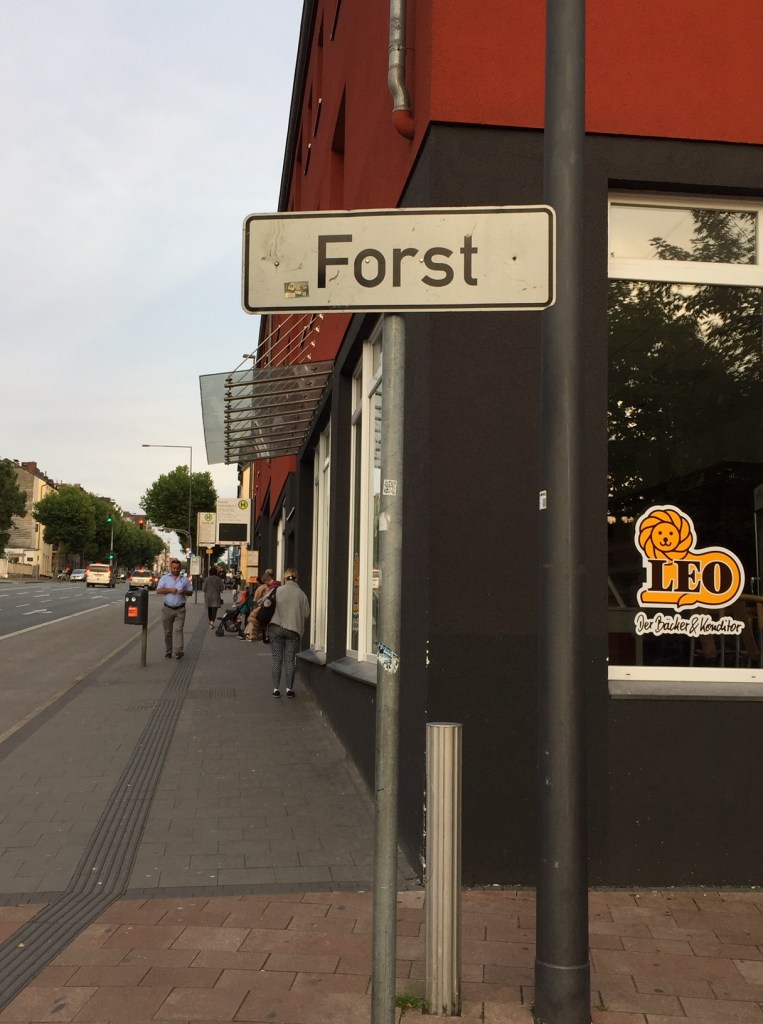 Forst
H
H
LEO
Der Bäcker & Konditor